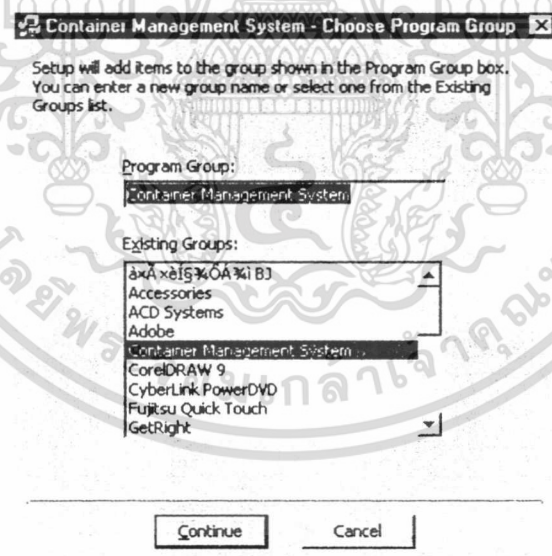 Container Management System - Choose Program Group
Setup will add items to the group shown in the Program Group box.
You can enter a new group name or select one from the Existing
Groups list.
Program Group:
Container Management System
Existing Groups:
Accessories
ACD Systems
Adobe
Container Management System
CorelDRAW 9
CyberLink PowerDVD
Fujitsu Quick Touch
GetRight
Continue
Cancel